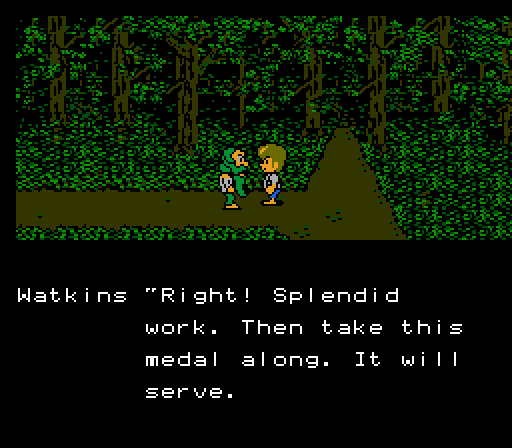 Watkins "Right! Splendid
work. Then take this
medal along. It will
serve.